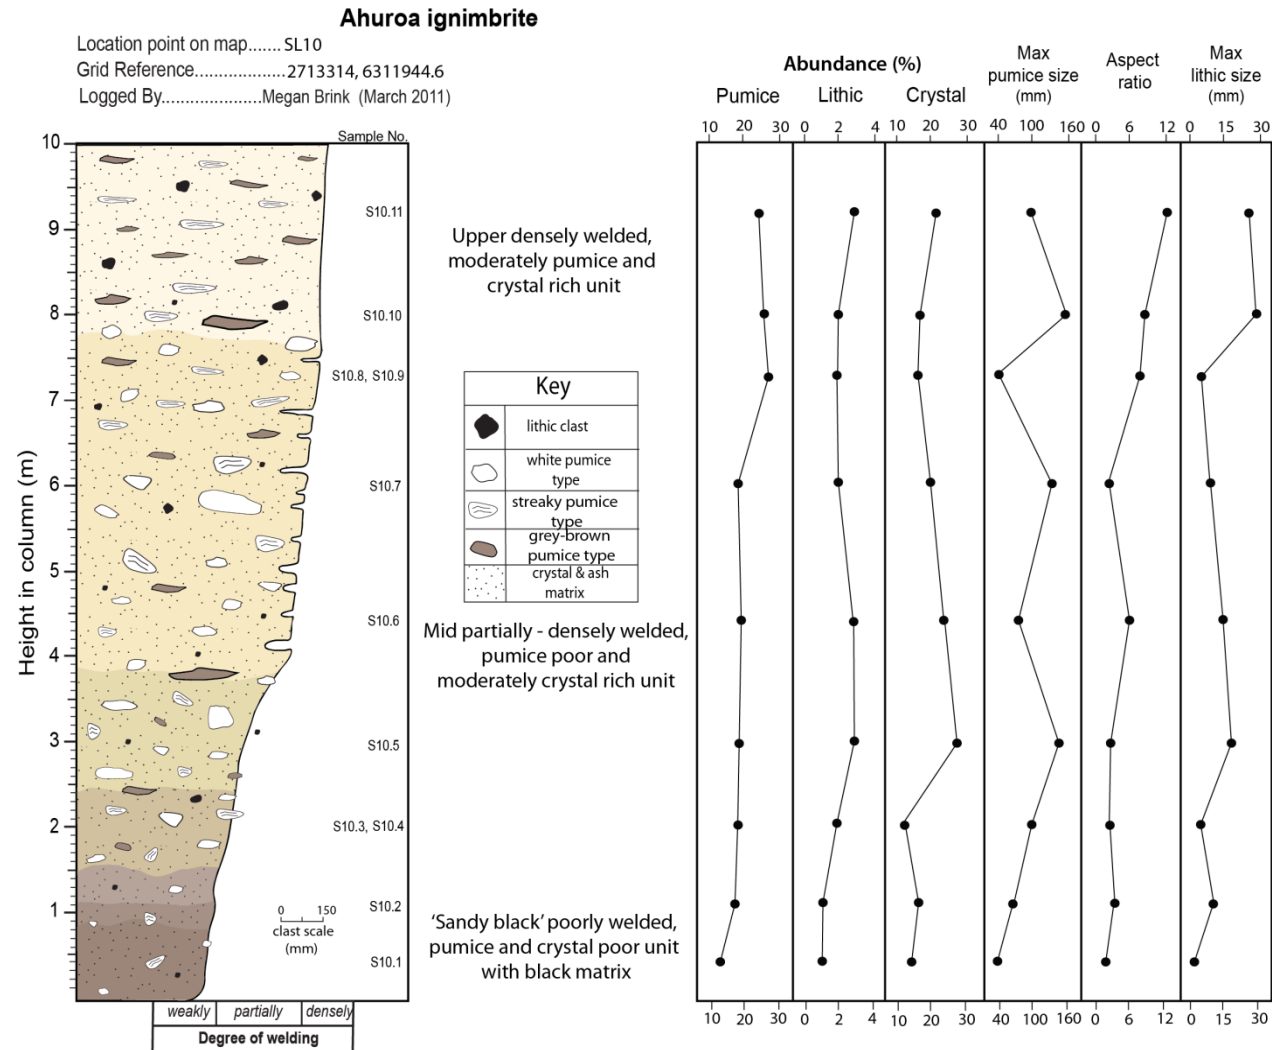 Ahuroa ignimbrite
Location point on map....... SL10
Grid Reference..................2713314, 6311944.6
Logged By.....................Megan Brink (March 2011)
Sample No.
Height in column (m)
10
9
8
7
6
5
4
3
2
1
S10.11
S10.10
S10.8, S10.9
S10.7
S10.6
S10.5
S10.3, S10.4
S10.2
S10.1
0 150
clast scale
(mm)
weakly partially densely
Degree of welding
Upper densely welded,
moderately pumice and
crystal rich unit
Key
lithic clast
white pumice
type
streaky pumice
type
grey-brown
pumice type
crystal & ash
matrix
Mid partially - densely welded,
pumice poor and
moderately crystal rich unit
‘Sandy black’ poorly welded,
pumice and crystal poor unit
with black matrix
Abundance (%)
Pumice Lithic Crystal
Max
pumice size
(mm)
Aspect
ratio
Max
lithic size
(mm)
10 20 30 0 2 4 10 20 30 40 100 160 0 6 12 0 15 30
10 20 30 0 2 4 10 20 30 40 100 160 0 6 12 0 15 30